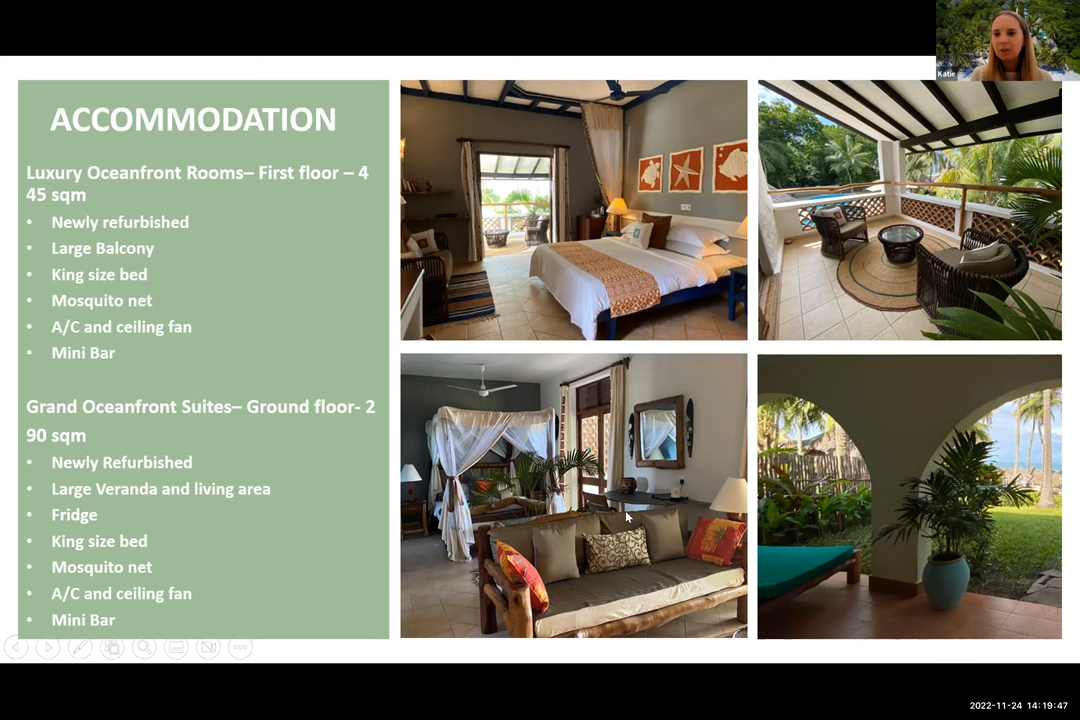 Katie
ACCOMMODATION
Luxury Oceanfront Rooms– First floor – 4
45 sqm
• Newly refurbished
• Large Balcony
• King size bed
• Mosquito net
• A/C and ceiling fan
• Mini Bar
Grand Oceanfront Suites– Ground floor- 2
90 sqm
• Newly Refurbished
• Large Veranda and living area
• Fridge
• King size bed
• Mosquito net
• A/C and ceiling fan
• Mini Bar
2022-11-24 14:19:47